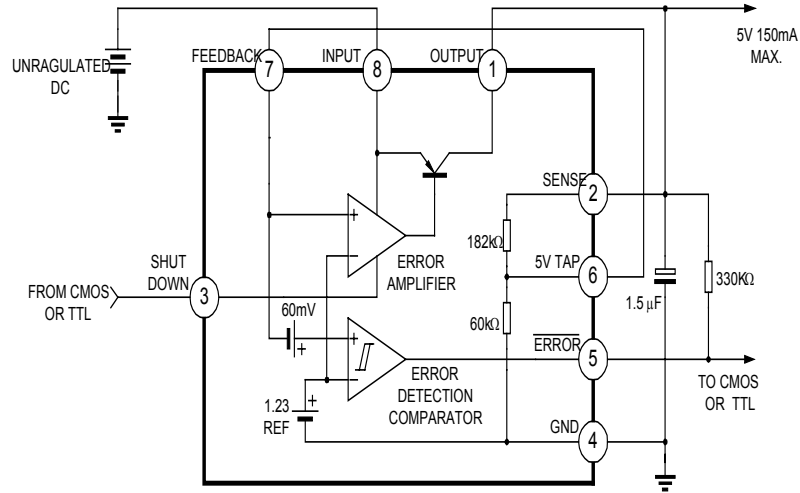 5V 150mA
MAX.
UNRAGULATED
DC
FEEDBACK
7
INPUT
8
OUTPUT
1
SENSE
2
182kΩ
5V TAP
6
330KΩ
1.5 µF
SHUT
DOWN
3
FROM CMOS
OR TTL
+
−
ERROR
AMPLIFIER
60mV
+
60kΩ
+
−
ERROR
5
ERROR
DETECTION
COMPARATOR
TO CMOS
OR TTL
1.23
REF
+
GND
4